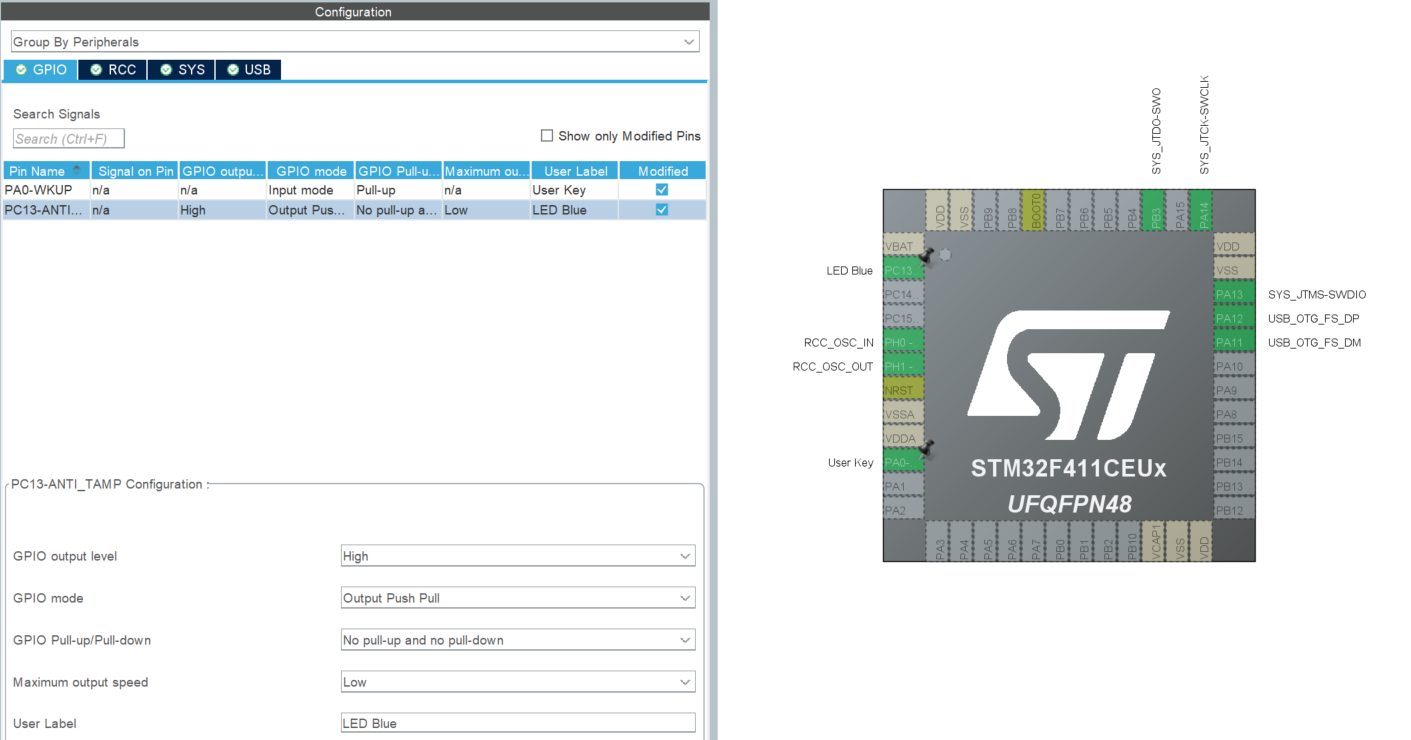 Configuration
Group By Peripherals
GPIO RCC SYS USB
Search Signals
Search (Ctrl+F)
Show only Modified Pins
Pin Name Signal on Pin GPIO outpu... GPIO mode GPIO Pull-u... Maximum ou... User Label Modified
PA0-WKUP n/a n/a Input mode Pull-up n/a User Key
PC13-ANTI... n/a High Output Pus... No pull-up a... Low LED Blue
PC13-ANTI_TAMP Configuration :
GPIO output level High
GPIO mode Output Push Pull
GPIO Pull-up/Pull-down No pull-up and no pull-down
Maximum output speed Low
User Label LED Blue
SYS_JTDO-SWO
SYS_JTCK-SWCLK
VDD
VSS
PB9
PB8
BOOT0
PB7
PB6
PB5
PB4
PB3
PA15
PA14
VBAT
LED Blue PC13..
PC14..
PC15..
RCC_OSC_IN PH0 -
RCC_OSC_OUT PH1 -
NRST
VSSA
VDDA
User Key PA0-
PA1
PA2
ST
STM32F411CEUx
UFQFPN48
VDD
VSS
PA13 SYS_JTMS-SWDIO
PA12 USB_OTG_FS_DP
PA11 USB_OTG_FS_DM
PA10
PA9
PA8
PB15
PB14
PB13
PB12
PA3
PA4
PA5
PA6
PA7
PB0
PB1
PB2
PB10
VCAP1
VSS
VDD